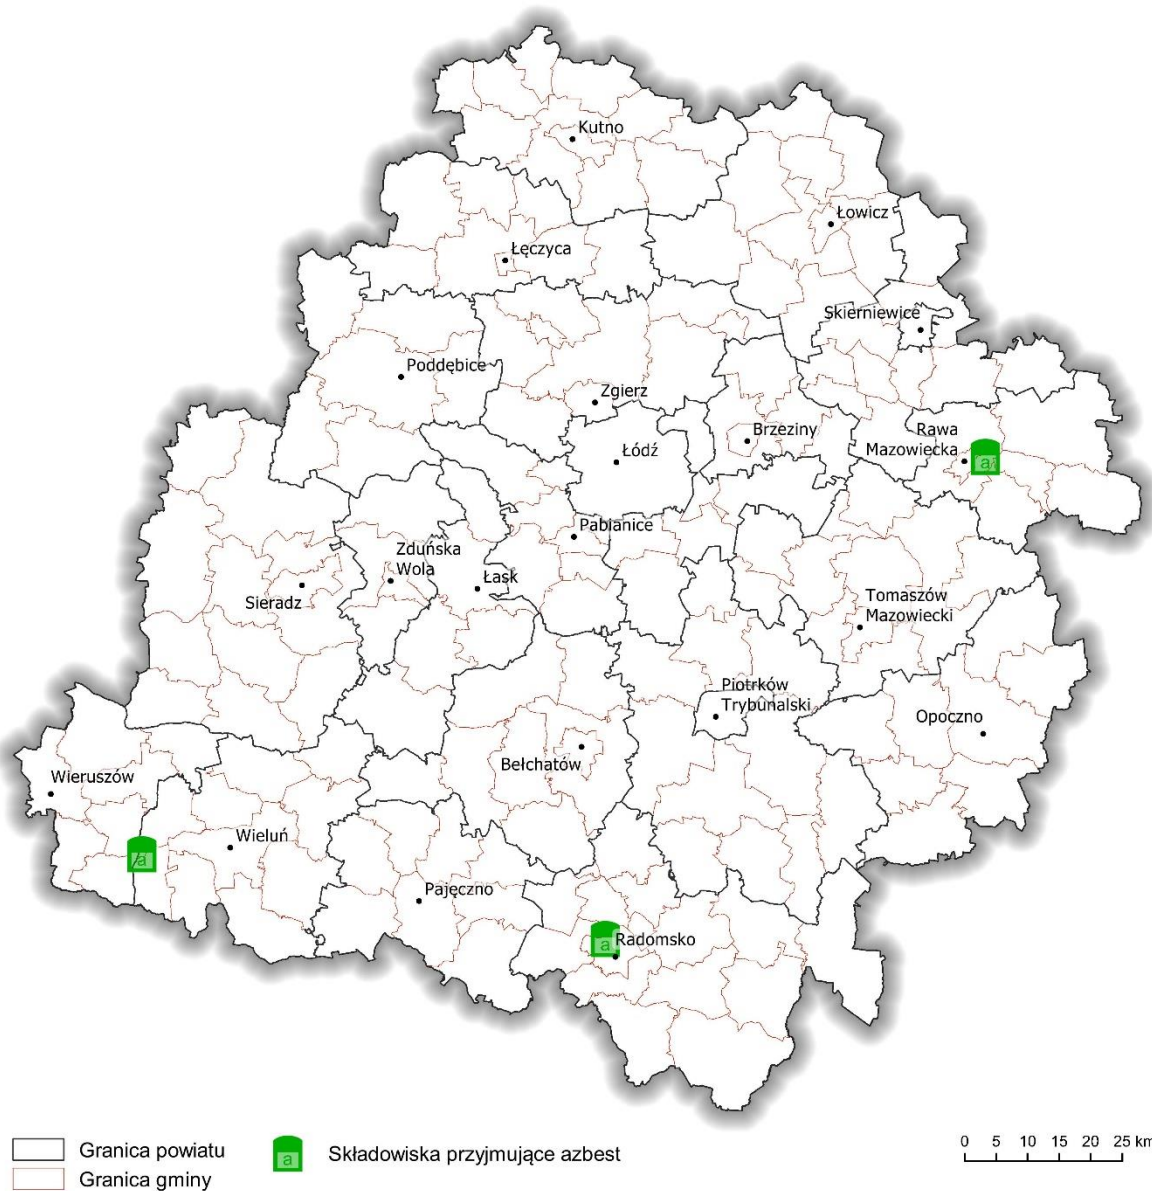 Kutno
Łowicz
Łęczyca
Skierniewice
Poddębice
Zgierz
Brzeziny
Rawa
Mazowiecka
a
Łódź
Pabianice
Zduńska
Wola
Łask
Sieradz
Tomaszów
Mazowiecki
Piotrków
Trybunalski
Opoczno
Bełchatów
Wieruszów
Wieluń
a
Pajęczno
a
Radomsko
Granica powiatu
Granica gminy
a
Składowiska przyjmujące azbest
0 5 10 15 20 25 km